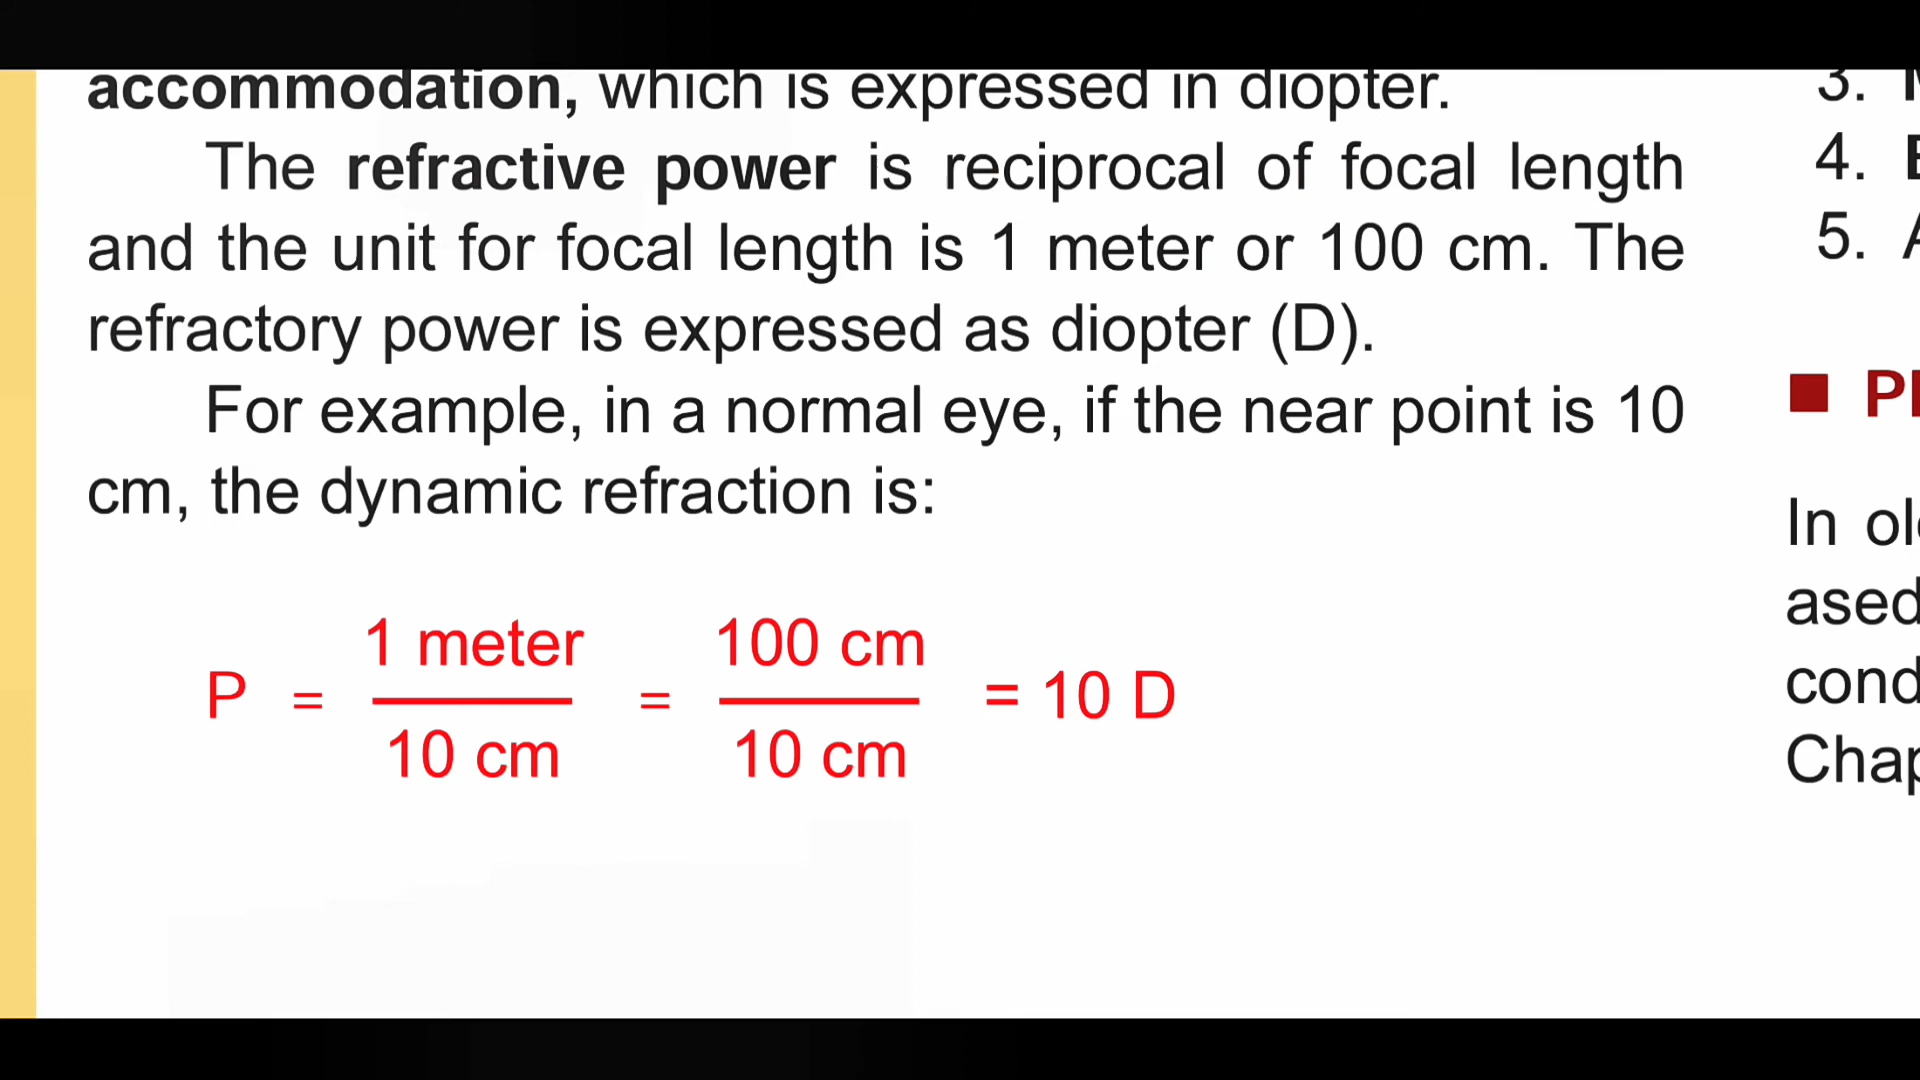 accommodation, which is expressed in diopter.
The refractive power is reciprocal of focal length
and the unit for focal length is 1 meter or 100 cm. The
refractory power is expressed as diopter (D).
For example, in a normal eye, if the near point is 10
cm, the dynamic refraction is:
P = 1 meter / 10 cm = 100 cm / 10 cm = 10 D
3.
4.
5.
In
ased
cond